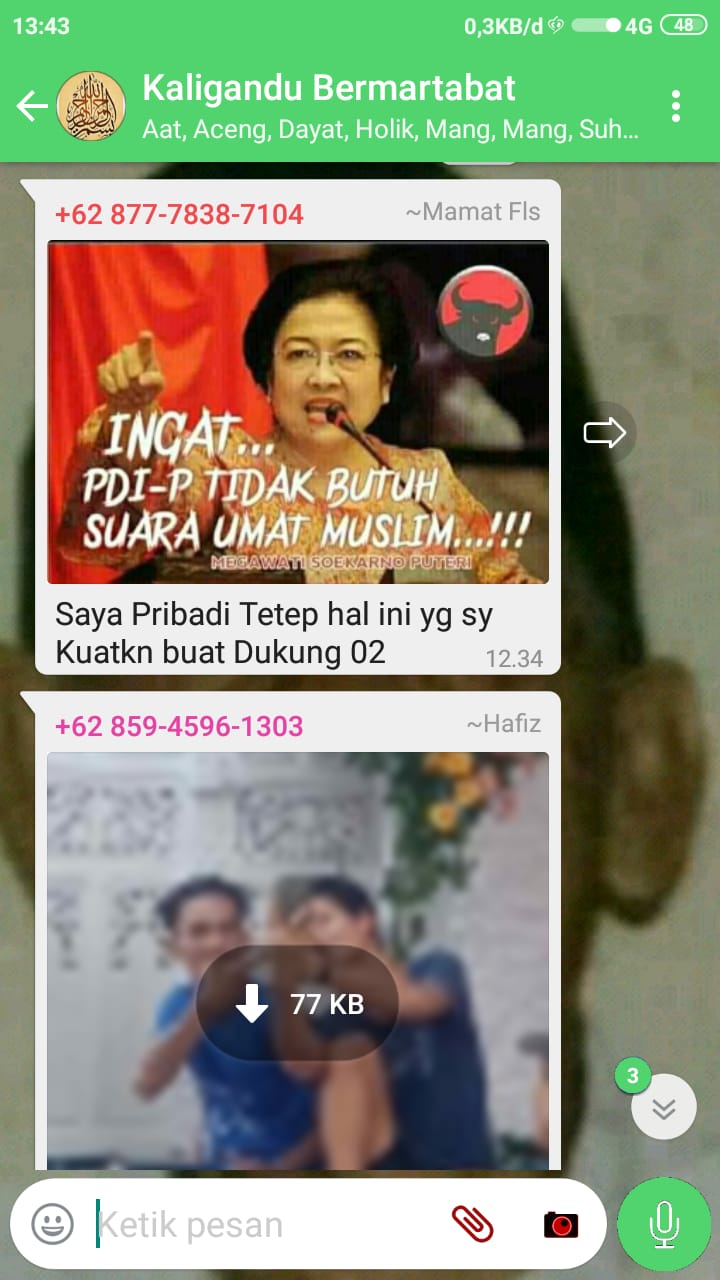 13:43
0,3KB/d 4G 48
Kaligandu Bermartabat
Aat, Aceng, Dayat, Holik, Mang, Mang, Suh...
+62 877-7838-7104 ~Mamat Fls
INGAT...
PDI-P TIDAK BUTUH
SUARA UMAT MUSLIM...!!!
MEGAWATI SOEKARNO PUTERI
Saya Pribadi Tetep hal ini yg sy
Kuatkn buat Dukung 02
12.34
+62 859-4596-1303 ~Hafiz
77 KB
3
Ketik pesan